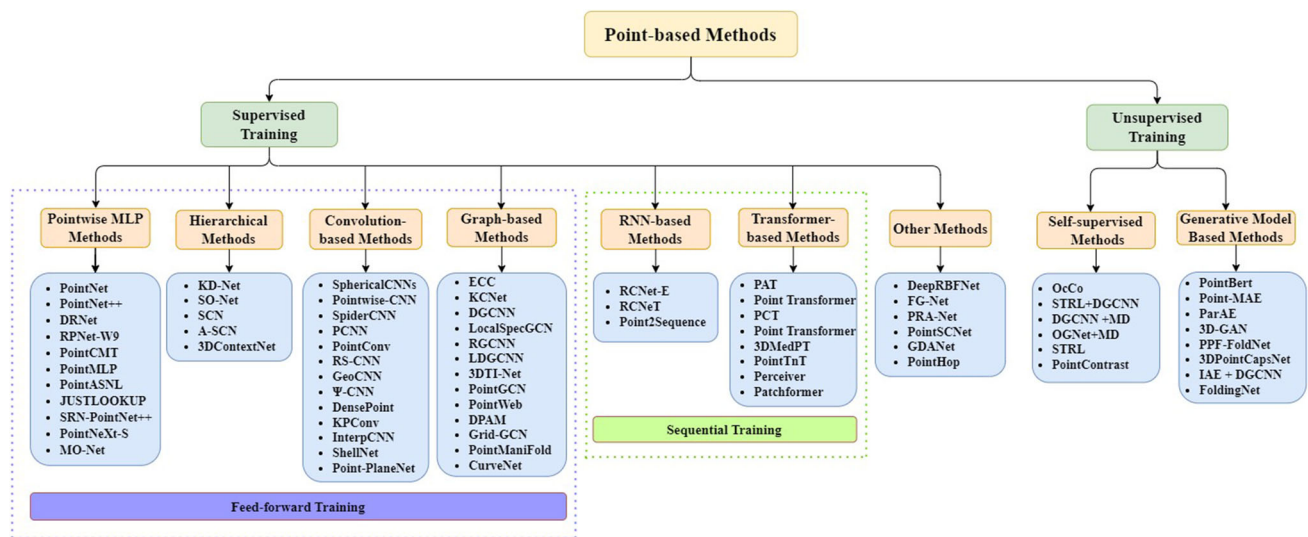 Point-based Methods
Supervised
Training
Unsupervised
Training
Pointwise MLP
Methods
Hierarchical
Methods
Convolution-
based Methods
Graph-based
Methods
RNN-based
Methods
Transformer-
based Methods
Other Methods
Self-supervised
Methods
Generative Model
Based Methods
• PointNet
• PointNet++
• DRNet
• RPNet-W9
• PointCMT
• PointMLP
• PointASNL
• JUSTLOOKUP
• SRN-PointNet++
• PointNeXt-S
• MO-Net
• KD-Net
• SO-Net
• SCN
• A-SCN
• 3DContextNet
• SphericalCNNs
• Pointwise-CNN
• SpiderCNN
• PCNN
• PointConv
• RS-CNN
• GeoCNN
• Ψ-CNN
• DensePoint
• KPConv
• InterpCNN
• ShellNet
• Point-PlaneNet
• ECC
• KCNet
• DGCNN
• LocalSpecGCN
• RGCNN
• LDGCNN
• 3DTI-Net
• PointGCN
• PointWeb
• DPAM
• Grid-GCN
• PointManiFold
• CurveNet
• RCNet-E
• RCNeT
• Point2Sequence
• PAT
• Point Transformer
• PCT
• Point Transformer
• 3DMedPT
• PointTnT
• Perceiver
• Patchformer
• DeepRBFNet
• FG-Net
• PRA-Net
• PointSCNet
• GDANet
• PointHop
• OcCo
• STRL+DGCNN
• DGCNN +MD
• OGNet+MD
• STRL
• PointContrast
• PointBert
• Point-MAE
• ParAE
• 3D-GAN
• PPF-FoldNet
• 3DPointCapsNet
• IAE + DGCNN
• FoldingNet
Sequential Training
Feed-forward Training